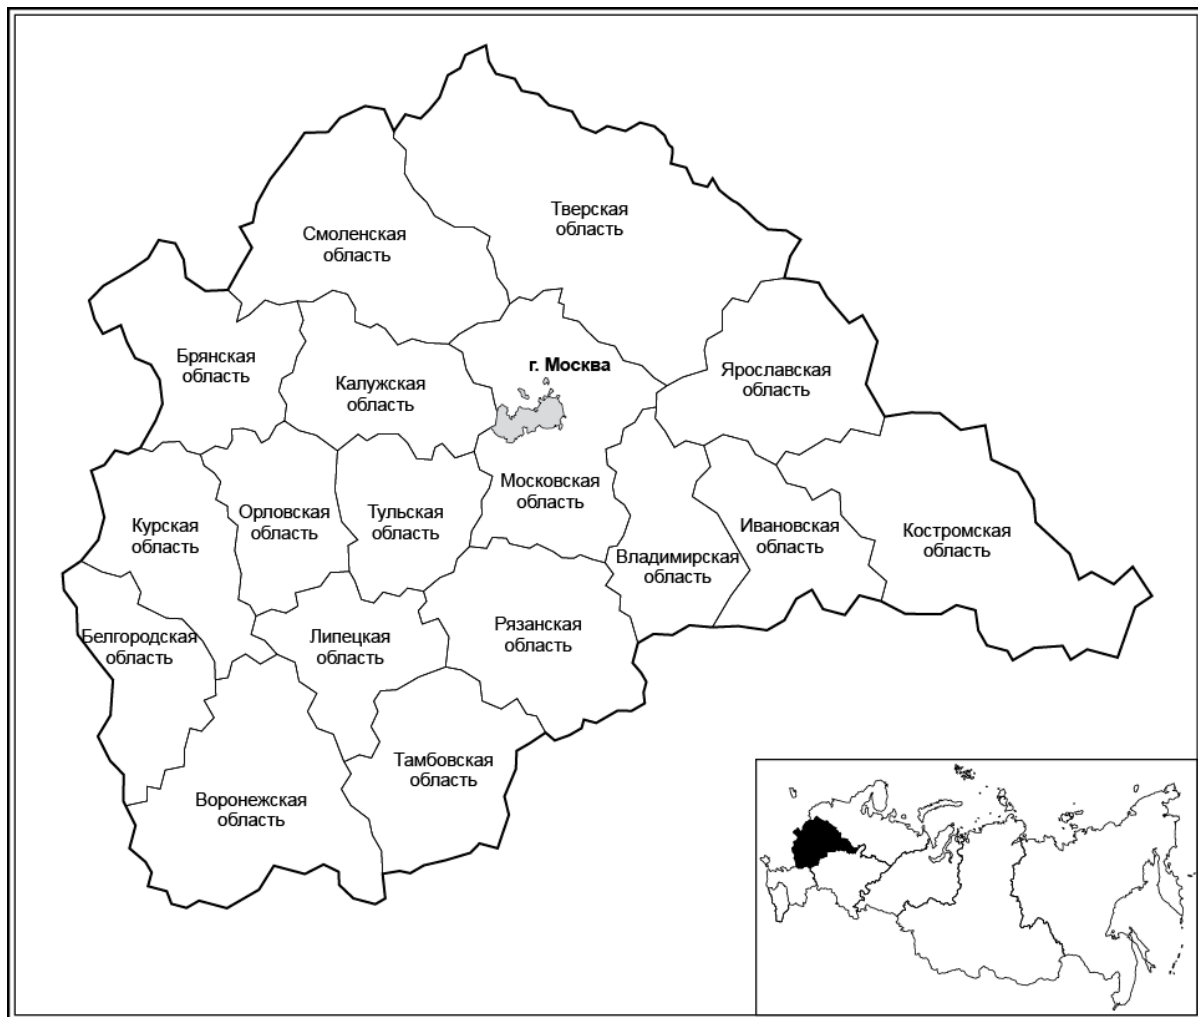 Тверская
область
Смоленская
область
Брянская
область
Калужская
область
г. Москва
Ярославская
область
Московская
область
Курская
область
Орловская
область
Тульская
область
Владимирская
область
Ивановская
область
Костромская
область
Белгородская
область
Липецкая
область
Рязанская
область
Тамбовская
область
Воронежская
область